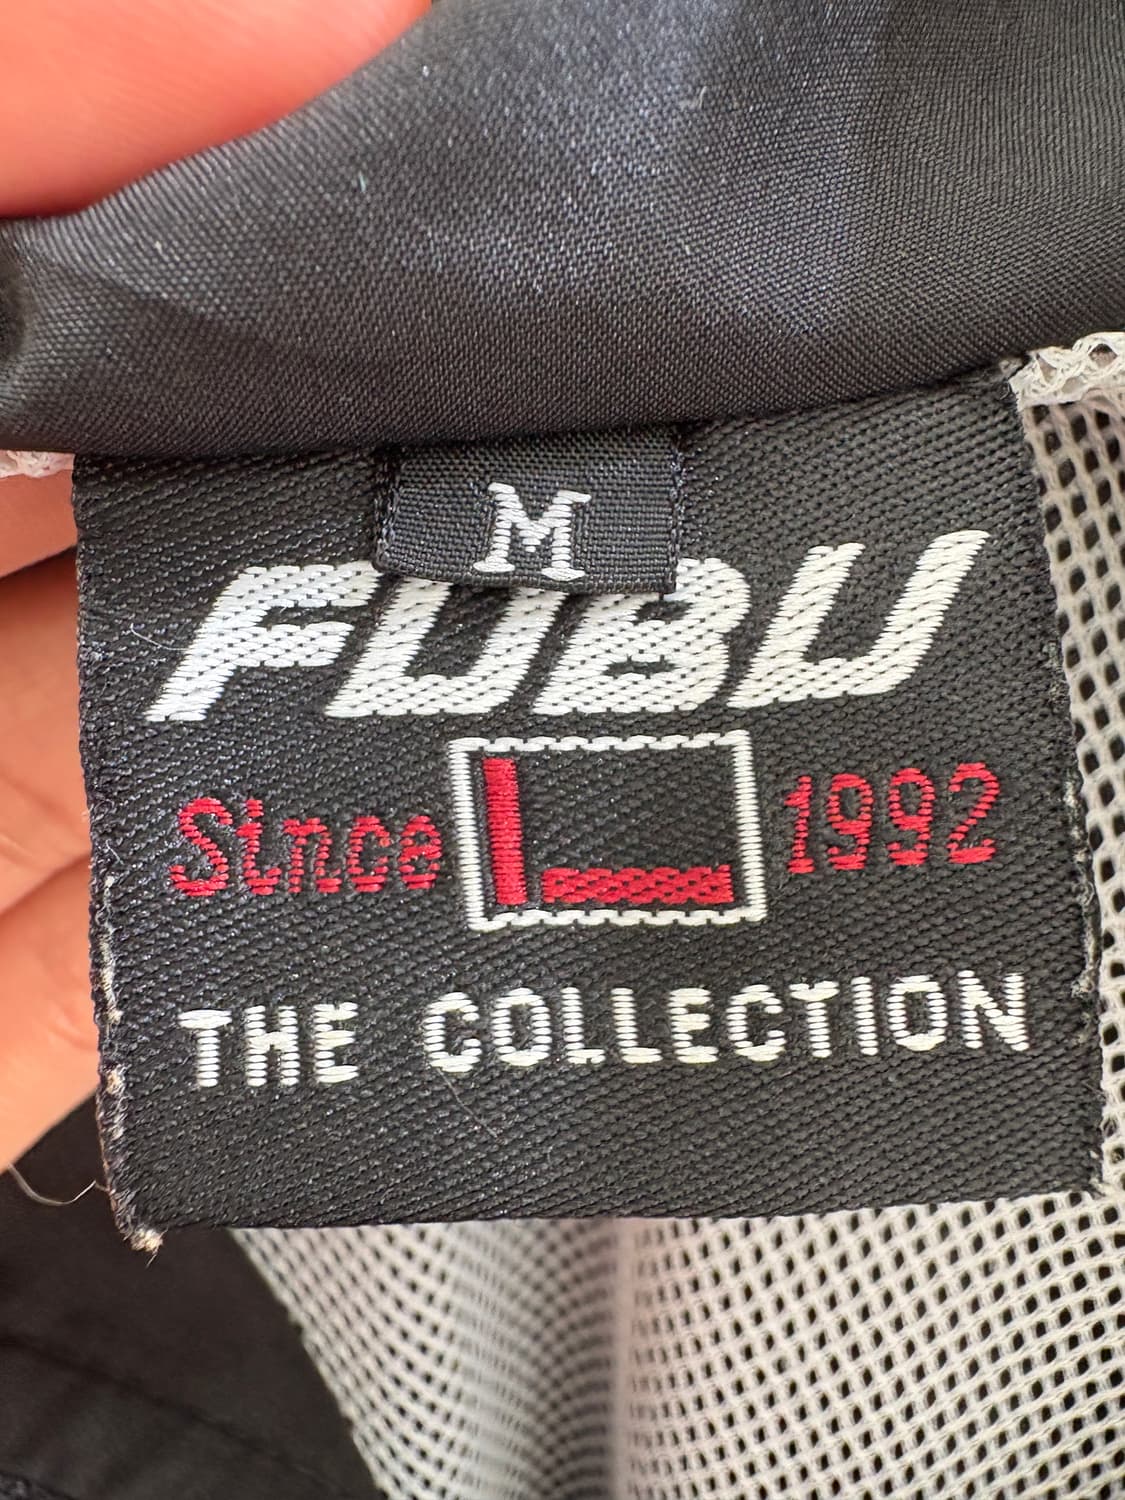 M
FUBU
Since L 1992
THE COLLECTION